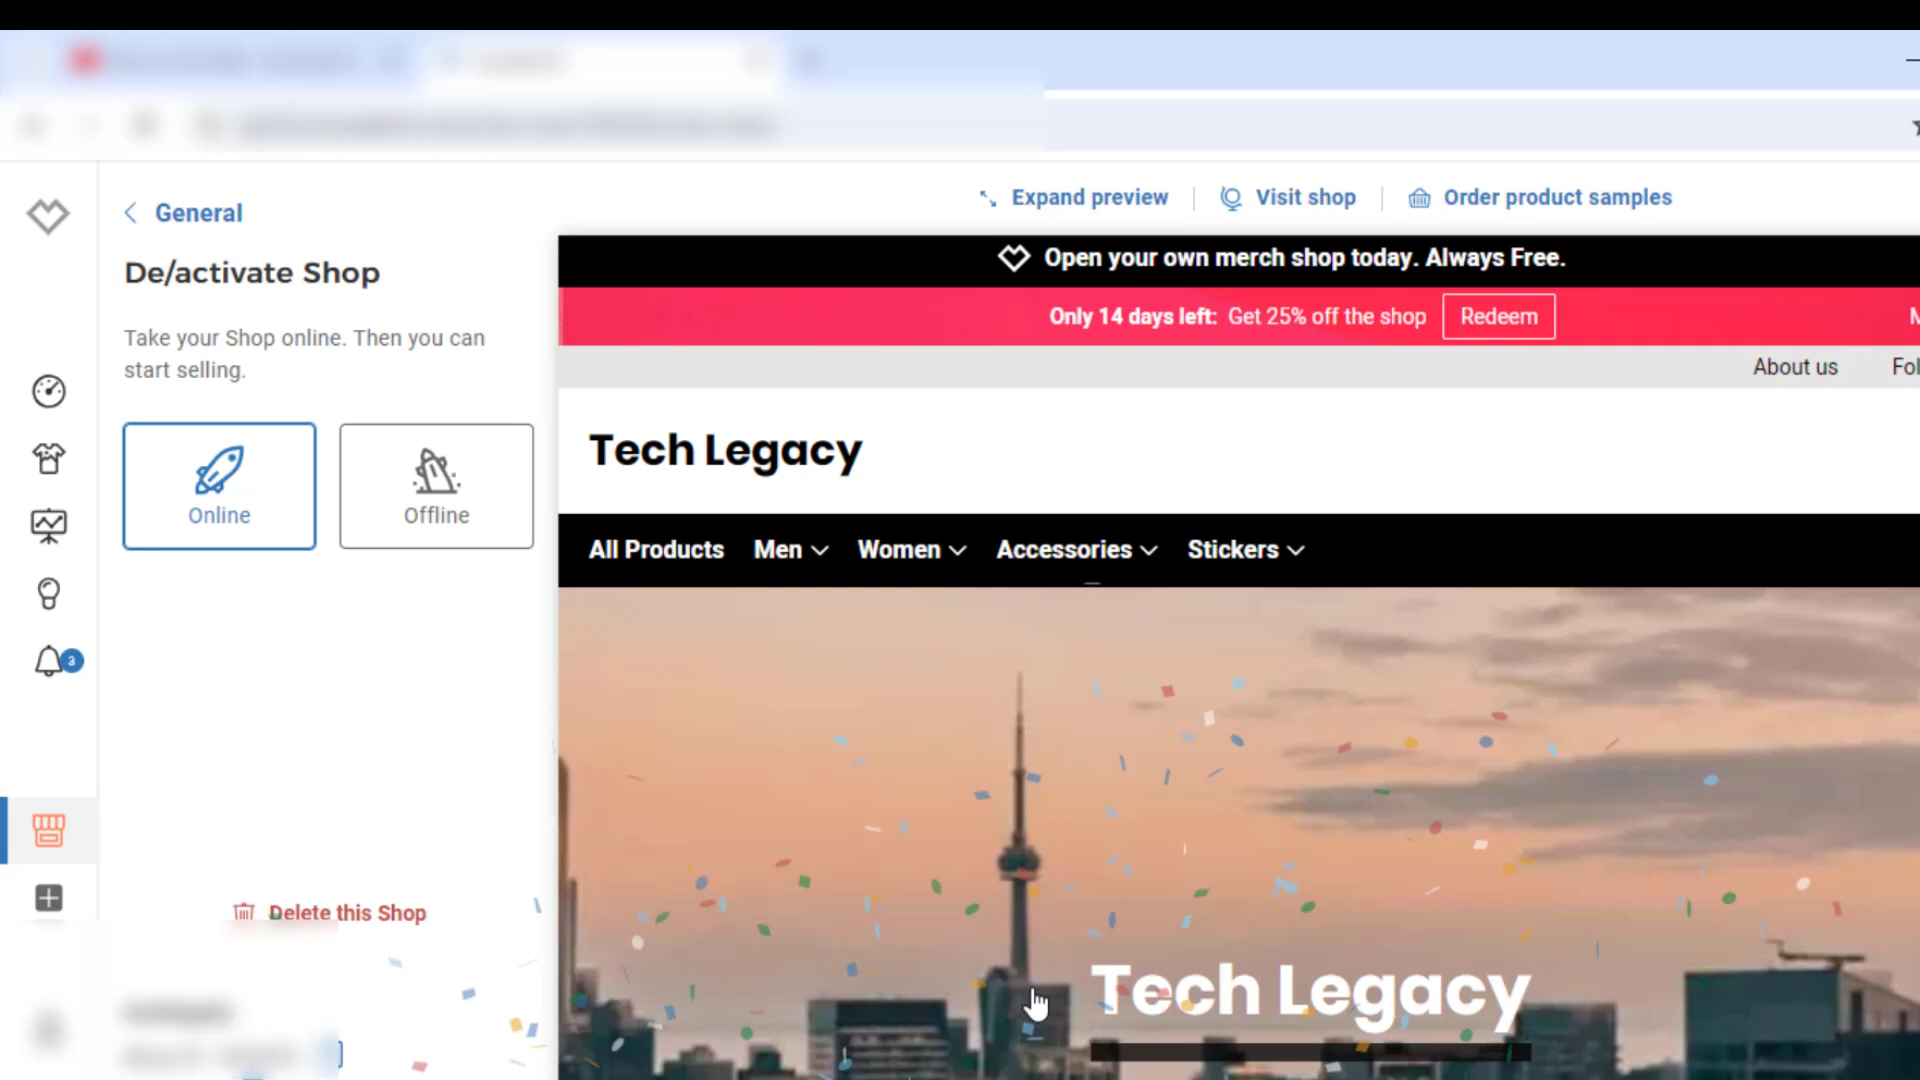 General
De/activate Shop
Take your Shop online. Then you can
start selling.
Online
Offline
3
Delete this Shop
Expand preview
Visit shop
Order product samples
Open your own merch shop today. Always Free.
Only 14 days left: Get 25% off the shop
Redeem
About us
Tech Legacy
All Products
Men
Women
Accessories
Stickers
Tech Legacy